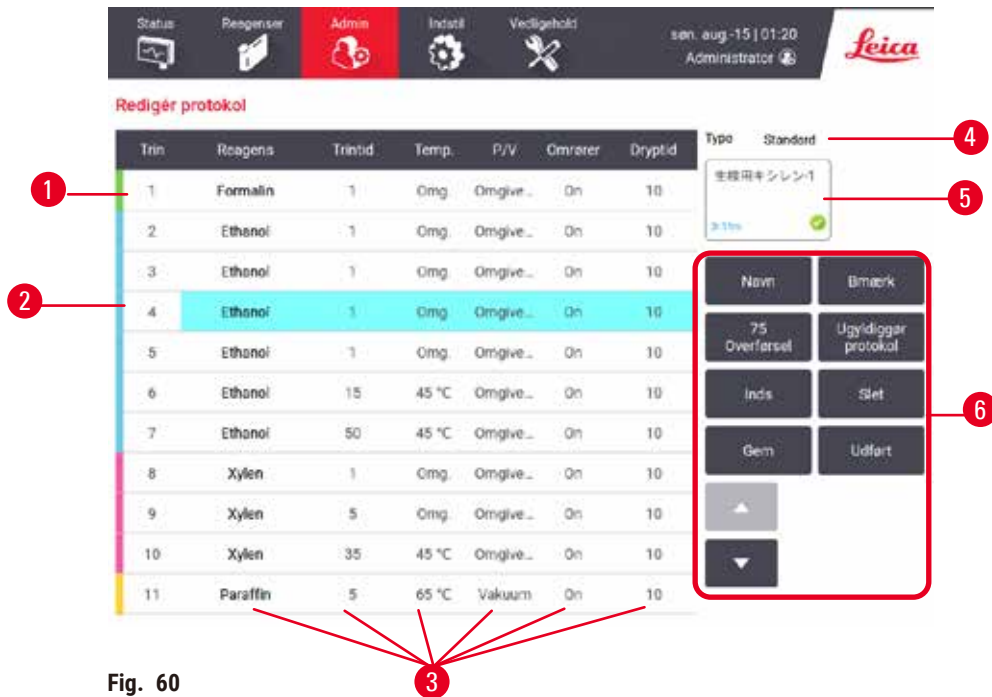 Status Reagenser Admin Indstil Vedligehold
søn. aug.-15 | 01:20
Administrator
Leica
Redigér protokol
Trin Reagens Trintid Temp. P/V Omrører Dryptid
Type Standard
4
1 1 Formalin 1 Omg. Omgive... On 10
生検用キシレン-1
5
2 Ethanol 1 Omg. Omgive... On 10
3 Ethanol 1 Omg. Omgive... On 10
Navn Bmærk
2 4 Ethanol 1 Omg. Omgive... On 10
75 Ugyldiggør
Overførsel protokol
5 Ethanol 1 Omg. Omgive... On 10
6 Ethanol 15 45 °C Omgive... On 10
Inds Slet
6
7 Ethanol 50 45 °C Omgive... On 10
Gem Udført
8 Xylen 1 Omg. Omgive... On 10
9 Xylen 5 Omg. Omgive... On 10
10 Xylen 35 45 °C Omgive... On 10
11 Paraffin 5 65 °C Vakuum On 10
3
Fig. 60